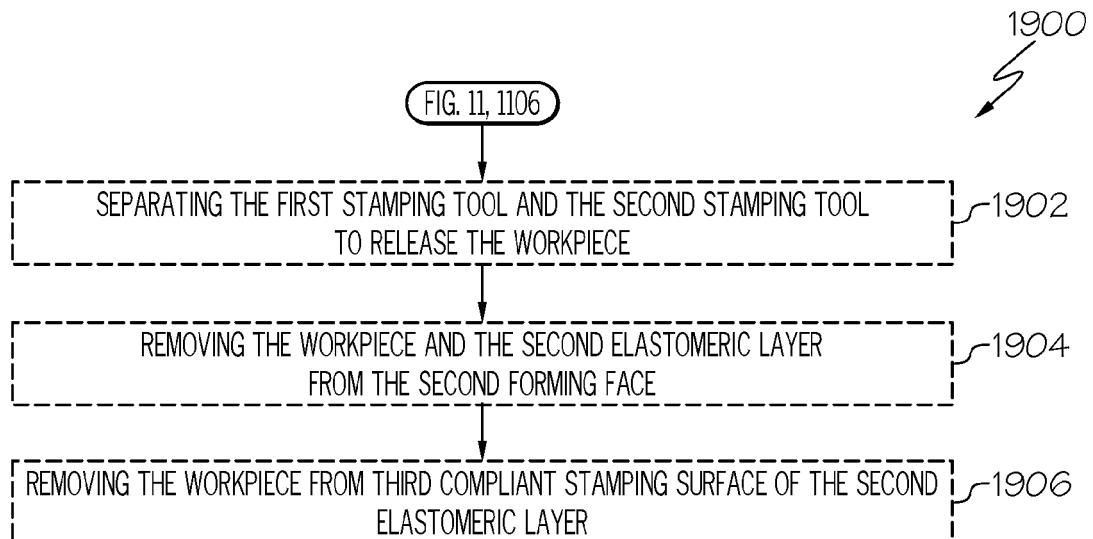 1900
FIG. 11, 1106
SEPARATING THE FIRST STAMPING TOOL AND THE SECOND STAMPING TOOL
TO RELEASE THE WORKPIECE
1902
REMOVING THE WORKPIECE AND THE SECOND ELASTOMERIC LAYER
FROM THE SECOND FORMING FACE
1904
REMOVING THE WORKPIECE FROM THIRD COMPLIANT STAMPING SURFACE OF THE SECOND
ELASTOMERIC LAYER
1906